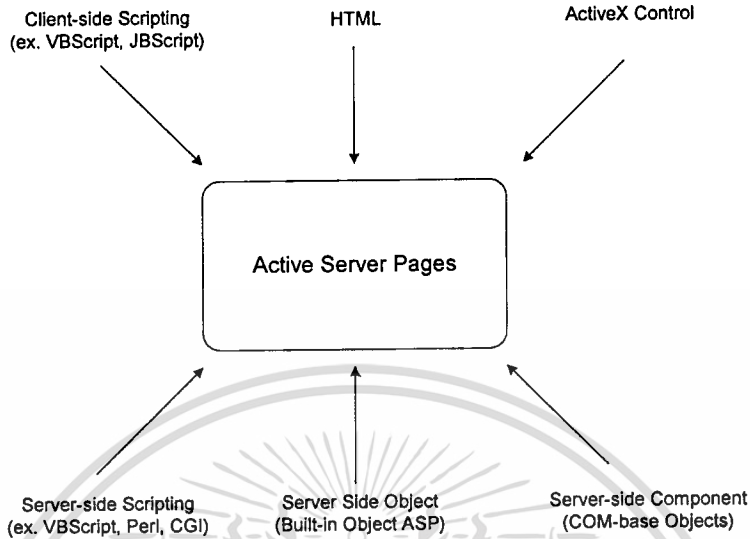 Client-side Scripting
(ex. VBScript, JBScript)
HTML
ActiveX Control
Active Server Pages
Server-side Scripting
(ex. VBScript, Perl, CGI)
Server Side Object
(Built-in Object ASP)
Server-side Component
(COM-base Objects)